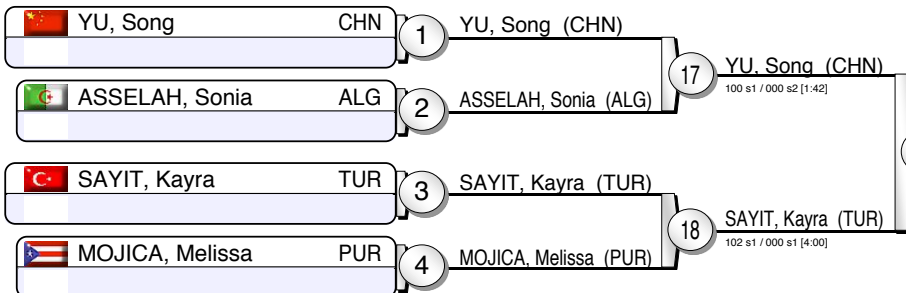 YU, Song CHN
1
YU, Song (CHN)
17
YU, Song (CHN)
100 s1 / 000 s2 [1:42]
ASSELAH, Sonia ALG
2
ASSELAH, Sonia (ALG)
SAYIT, Kayra TUR
3
SAYIT, Kayra (TUR)
18
SAYIT, Kayra (TUR)
102 s1 / 000 s1 [4:00]
MOJICA, Melissa PUR
4
MOJICA, Melissa (PUR)